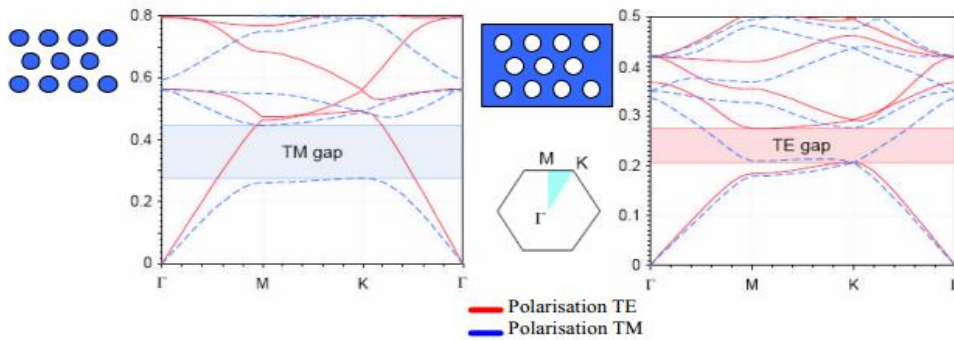 0.8
0.6
0.4
0.2
0
TM gap
Γ
M
K
Γ
M
K
Γ
0.5
0.4
0.3
0.2
0.1
0
TE gap
Γ
M
K
Polarisation TE
Polarisation TM